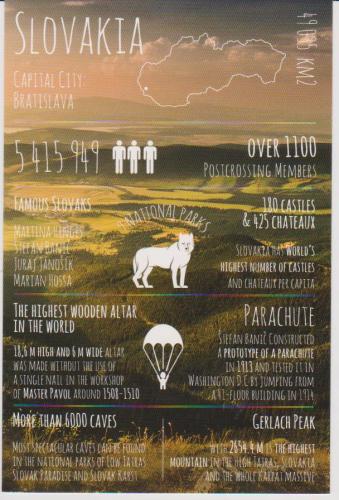 SLOVAKIA
49 035 KM2
CAPITAL CITY:
BRATISLAVA
5 415 949
OVER 1100
POSTCROSSING MEMBERS
FAMOUS SLOVAKS
MARTINA HINGIS
ŠTEFAN BANIČ
JURAJ JÁNOŠÍK
MARIAN HOSSA
9 NATIONAL PARKS
180 CASTLES
& 425 CHATEAUX
SLOVAKIA HAS WORLD'S
HIGHEST NUMBER OF CASTLES
AND CHATEAUX PER CAPITA
THE HIGHEST WOODEN ALTAR
IN THE WORLD
18,6 M HIGH AND 6 M WIDE ALTAR
WAS MADE WITHOUT THE USE OF
A SINGLE NAIL IN THE WORKSHOP
OF MASTER PAVOL AROUND 1508-1510
PARACHUTE
ŠTEFAN BANIČ CONSTRUCTED
A PROTOTYPE OF A PARACHUTE
IN 1913 AND TESTED IT IN
WASHINGTON D.C BY JUMPING FROM
A 41-FLOOR BUILDING IN 1914
MORE THAN 6000 CAVES
MOST SPECTACULAR CAVES CAN BE FOUND
IN THE NATIONAL PARKS OF LOW TATRAS
SLOVAK PARADISE AND SLOVAK KARST
GERLACH PEAK
WITH 2654.4 M IS THE HIGHEST
MOUNTAIN IN THE HIGH TATRAS, SLOVAKIA
AND THE WHOLE KARPAT MASSIVE